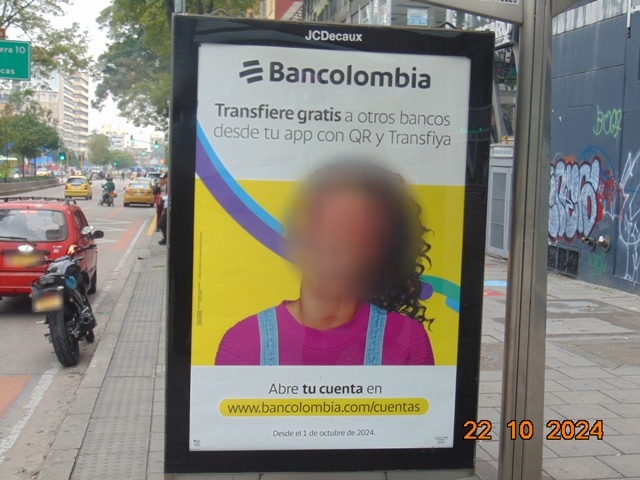 JCDecaux
Bancolombia
Transfiere gratis a otros bancos
desde tu app con QR y Transfiya
Abre tu cuenta en
www.bancolombia.com/cuentas
Desde el 1 de octubre de 2024.
22 10 2024